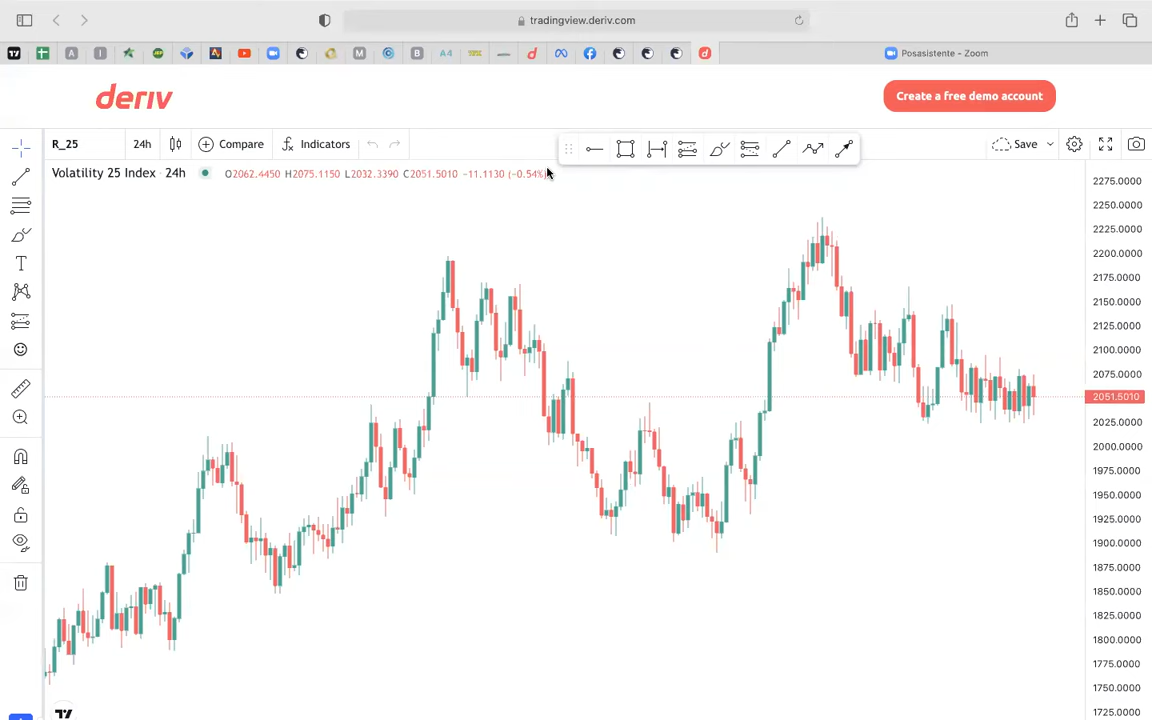 tradingview.deriv.com
A4
Posasistente - Zoom
deriv
Create a free demo account
R_25
24h
Compare
Indicators
Save
Volatility 25 Index · 24h
O2062.4450 H2075.1150 L2032.3390 C2051.5010 −11.1130 (−0.54%)
2275.0000
2250.0000
2225.0000
2200.0000
2175.0000
2150.0000
2125.0000
2100.0000
2075.0000
2051.5010
2025.0000
2000.0000
1975.0000
1950.0000
1925.0000
1900.0000
1875.0000
1850.0000
1825.0000
1800.0000
1775.0000
1750.0000
1725.0000